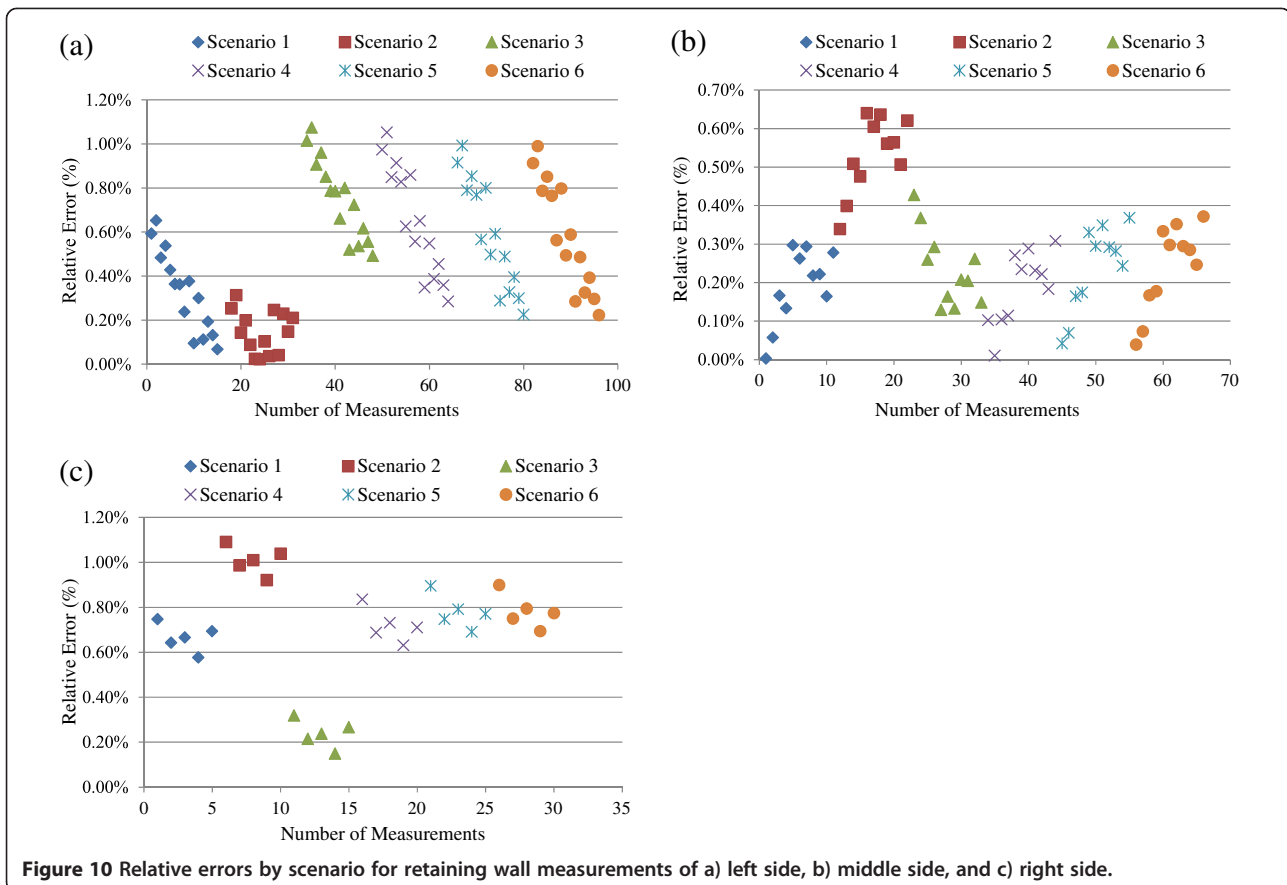 (a)
Scenario 1 Scenario 2 Scenario 3
Scenario 4 Scenario 5 Scenario 6
1.20%
1.00%
0.80%
0.60%
0.40%
0.20%
0.00%
Relative Error (%)
0 20 40 60 80 100
Number of Measurements
(b)
Scenario 1 Scenario 2 Scenario 3
Scenario 4 Scenario 5 Scenario 6
0.70%
0.60%
0.50%
0.40%
0.30%
0.20%
0.10%
0.00%
Relative Error (%)
0 10 20 30 40 50 60 70
Number of Measurements
(c)
Scenario 1 Scenario 2 Scenario 3
Scenario 4 Scenario 5 Scenario 6
1.20%
1.00%
0.80%
0.60%
0.40%
0.20%
0.00%
Relative Error (%)
0 5 10 15 20 25 30 35
Number of Measurements
Figure 10 Relative errors by scenario for retaining wall measurements of a) left side, b) middle side, and c) right side.